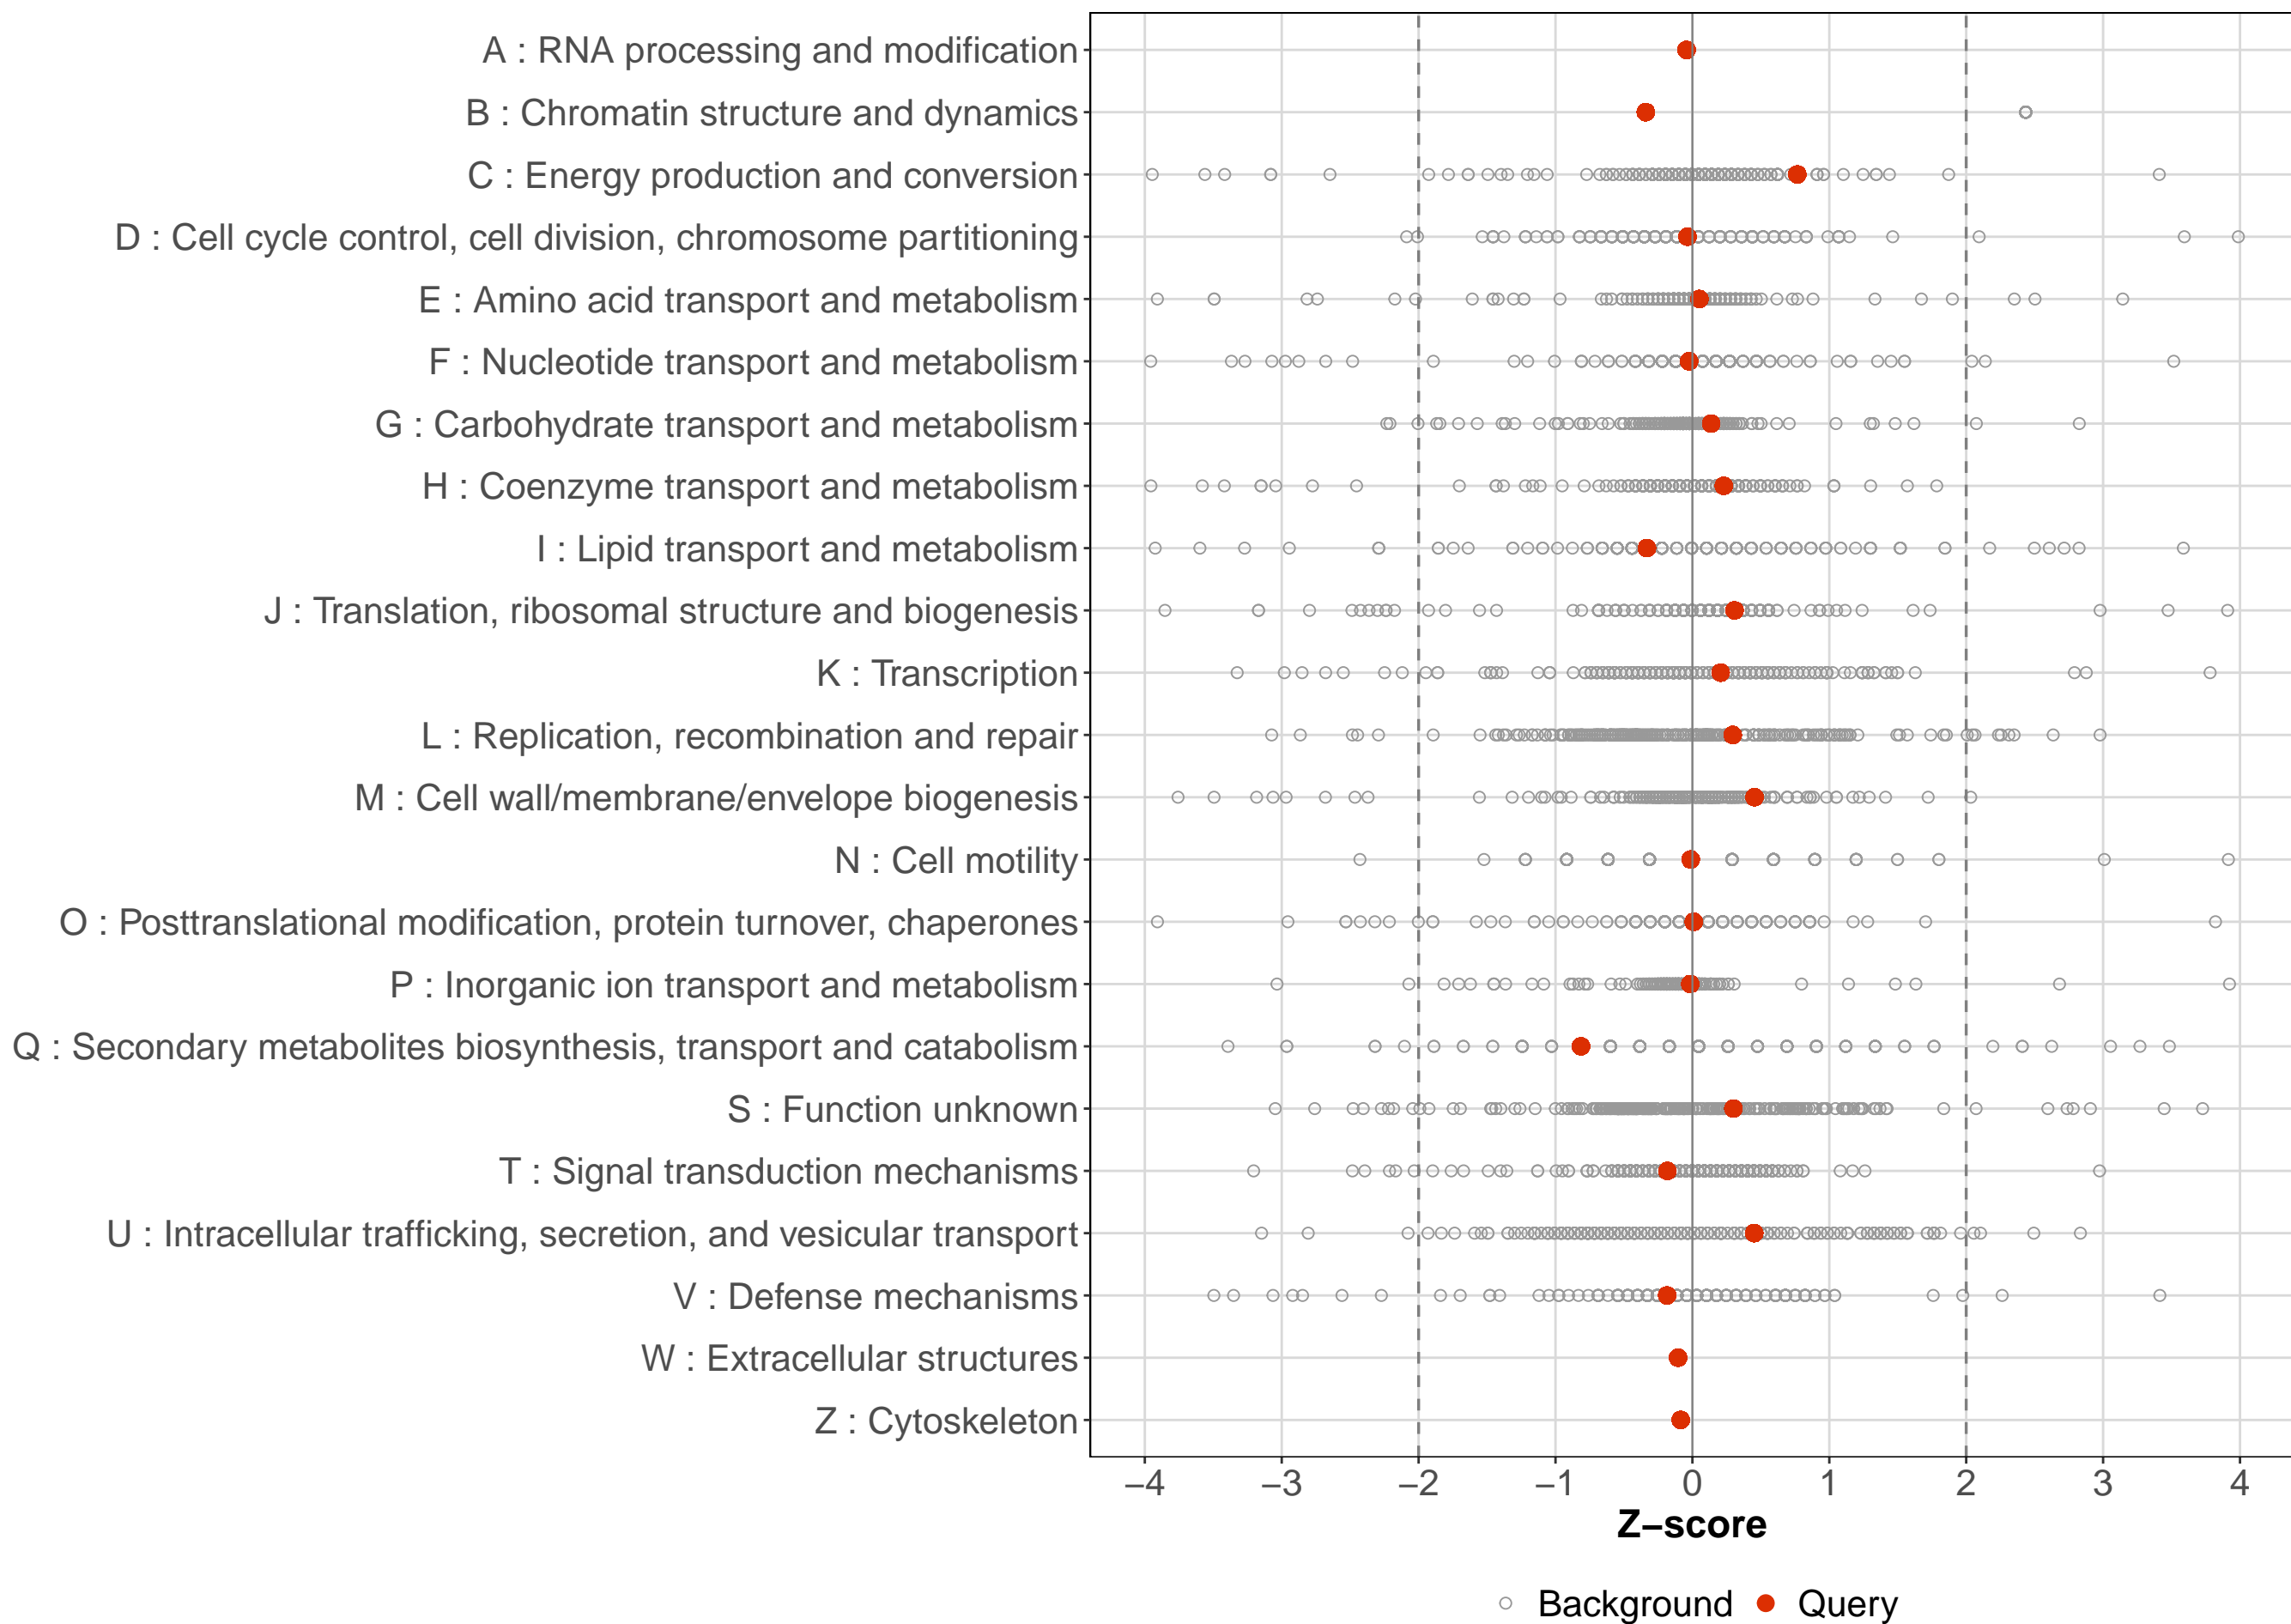 A : RNA processing and modification
B : Chromatin structure and dynamics
C : Energy production and conversion
D : Cell cycle control, cell division, chromosome partitioning
E : Amino acid transport and metabolism
F : Nucleotide transport and metabolism
G : Carbohydrate transport and metabolism
H : Coenzyme transport and metabolism
I : Lipid transport and metabolism
J : Translation, ribosomal structure and biogenesis
K : Transcription
L : Replication, recombination and repair
M : Cell wall/membrane/envelope biogenesis
N : Cell motility
O : Posttranslational modification, protein turnover, chaperones
P : Inorganic ion transport and metabolism
Q : Secondary metabolites biosynthesis, transport and catabolism
S : Function unknown
T : Signal transduction mechanisms
U : Intracellular trafficking, secretion, and vesicular transport
V : Defense mechanisms
W : Extracellular structures
Z : Cytoskeleton
−4 −3 −2 −1 0 1 2 3 4
Z−score
Background Query